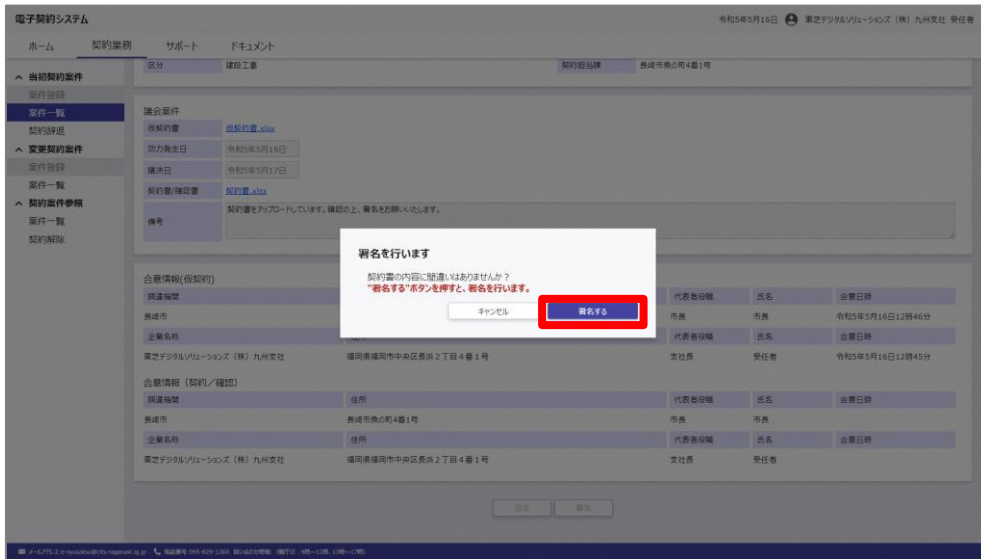 電子契約システム
令和5年5月16日 東芝デジタルソリューションズ（株）九州支社 受任者
ホーム 契約業務 サポート ドキュメント
当初契約案件
案件登録
案件一覧
契約辞退
変更契約案件
案件登録
案件一覧
契約案件参照
案件一覧
契約解除
区分 建設工事 契約担当課 長崎市魚の町4番1号
議会案件
仮契約書 仮契約書.xlsx
効力発生日 令和5年5月16日
議決日 令和5年5月17日
契約書/確認書 契約書.xlsx
備考 契約書をアップロードしています。確認の上、署名をお願いいたします。
署名を行います
契約書の内容に間違いはありませんか？
"署名する"ボタンを押すと、署名を行います。
キャンセル 署名する
合意情報(仮契約)
調達機関 代表者役職 氏名 合意日時
長崎市 市長 市長 令和5年5月16日12時46分
企業名称 代表者役職 氏名 合意日時
東芝デジタルソリューションズ（株）九州支社 福岡県福岡市中央区長浜２丁目４番１号 支社長 受任者 令和5年5月16日12時45分
合意情報（契約／確認）
調達機関 住所 代表者役職 氏名 合意日時
長崎市 長崎市魚の町4番1号 市長 市長
企業名称 住所 代表者役職 氏名 合意日時
東芝デジタルソリューションズ（株）九州支社 福岡県福岡市中央区長浜２丁目４番１号 支社長 受任者
戻る 署名